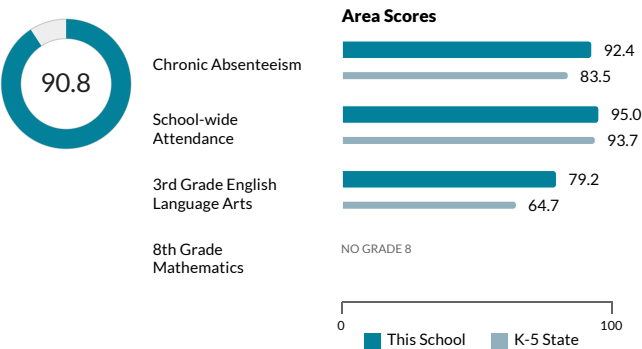 Area Scores
90.8
Chronic Absenteeism
92.4
83.5
School-wide
Attendance
95.0
93.7
3rd Grade English
Language Arts
79.2
64.7
8th Grade
Mathematics
NO GRADE 8
0
100
This School
K-5 State